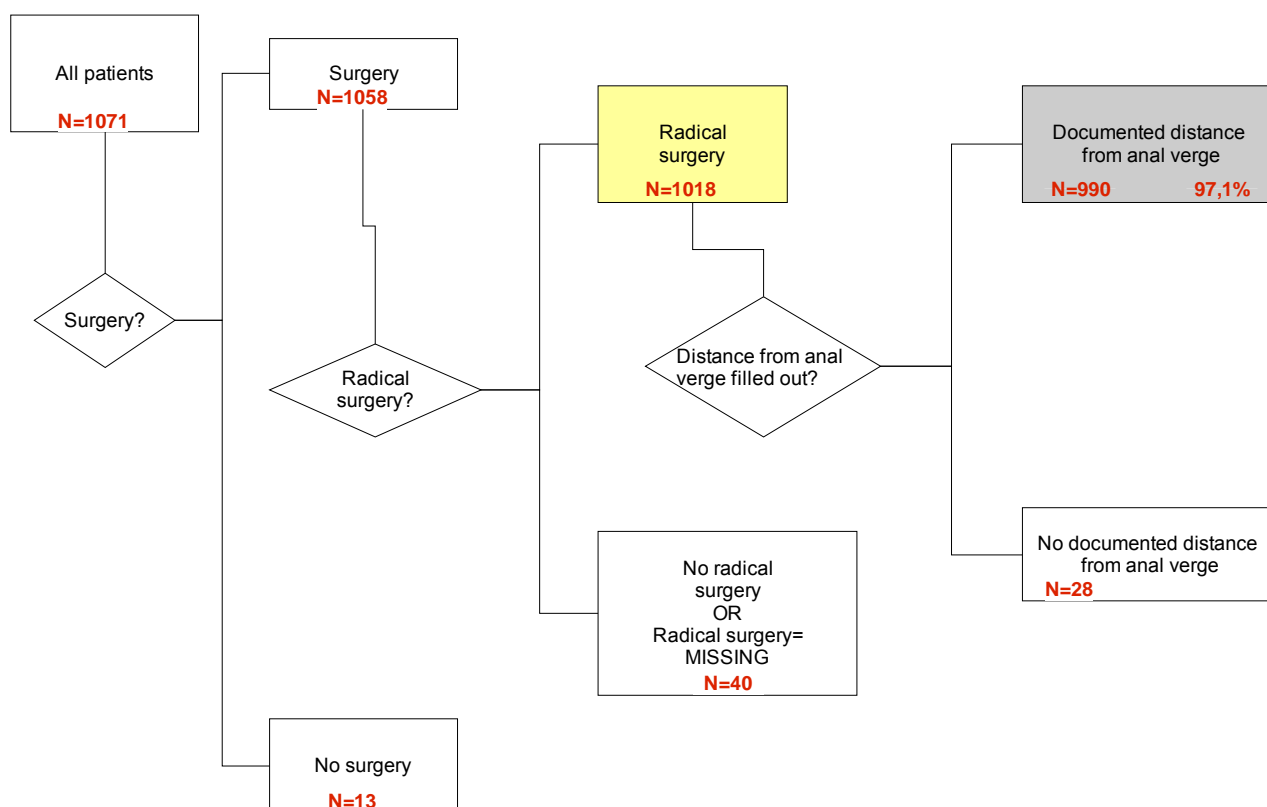 All patients
N=1071
Surgery?
Surgery
N=1058
Radical
surgery?
No surgery
N=13
Radical
surgery
N=1018
No radical
surgery
OR
Radical surgery=
MISSING
N=40
Distance from anal
verge filled out?
Documented distance
from anal verge
N=990 97,1%
No documented distance
from anal verge
N=28